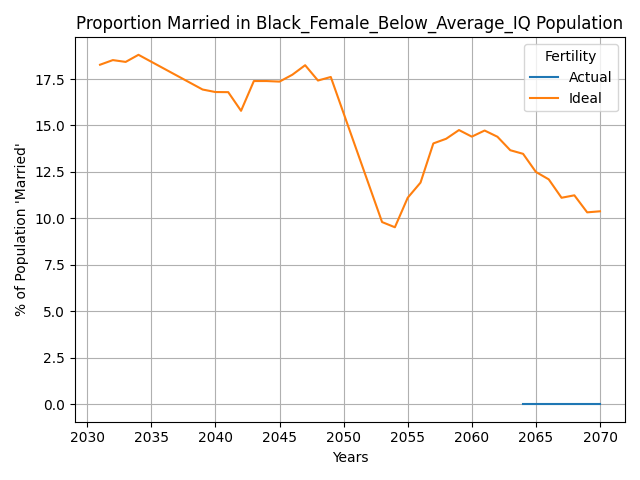 Proportion Married in Black_Female_Below_Average_IQ Population
Fertility
Actual
Ideal
% of Population 'Married'
17.5
15.0
12.5
10.0
7.5
5.0
2.5
0.0
2030 2035 2040 2045 2050 2055 2060 2065 2070
Years